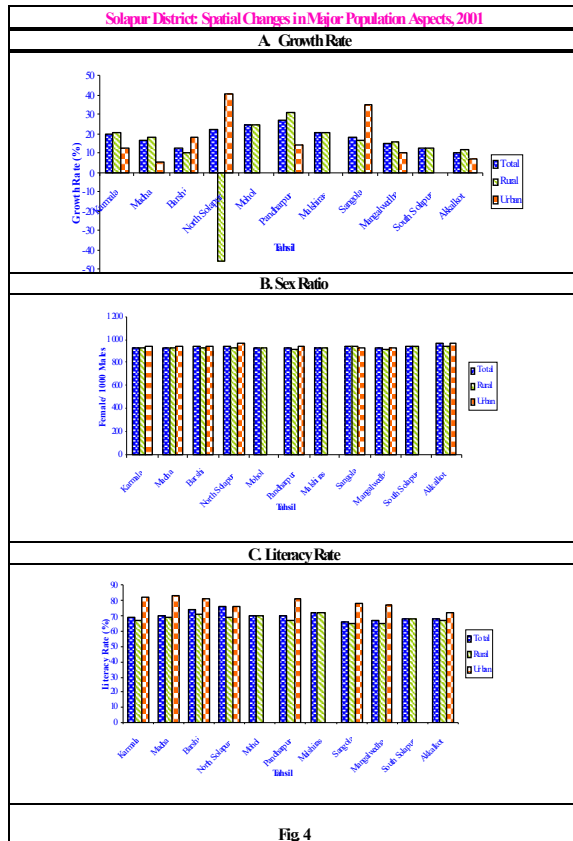 Solapur District: Spatial Changes in Major Population Aspects, 2001
A. Growth Rate
Growth Rate (%)
50
40
30
20
10
0
-10
-20
-30
-40
-50
Karmala
Madha
Barshi
North Solapur
Mohol
Pandharpur
Malshiras
Sangola
Mangalwedhe
South Solapur
Akkalkot
Tahsil
Total
Rural
Urban
B. Sex Ratio
Female/ 1000 Males
1200
1000
800
600
400
200
0
Karmala
Madha
Barshi
North Solapur
Mohol
Pandharpur
Malshiras
Sangola
Mangalwedhe
South Solapur
Akkalkot
Tahsil
Total
Rural
Urban
C. Literacy Rate
Literacy Rate (%)
90
80
70
60
50
40
30
20
10
0
Karmala
Madha
Barshi
North Solapur
Mohol
Pandharpur
Malshiras
Sangola
Mangalwedhe
South Solapur
Akkalkot
Tahsil
Total
Rural
Urban
Fig. 4